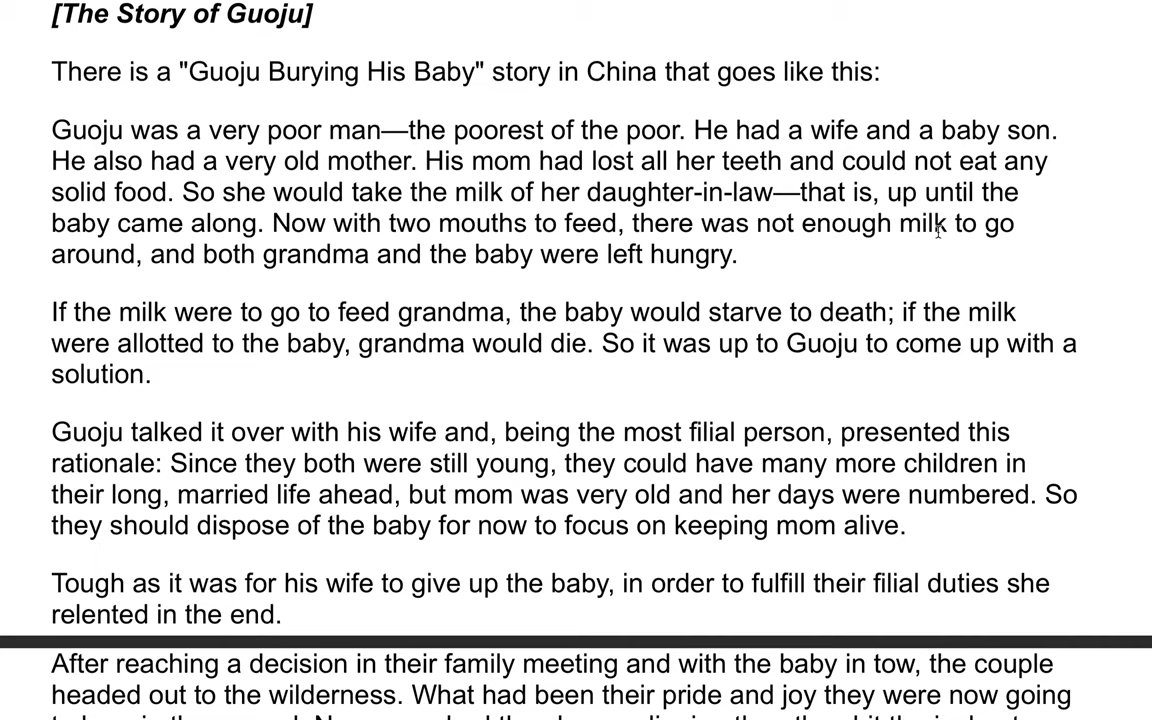 [The Story of Guoju]
There is a "Guoju Burying His Baby" story in China that goes like this:
Guoju was a very poor man—the poorest of the poor. He had a wife and a baby son.
He also had a very old mother. His mom had lost all her teeth and could not eat any
solid food. So she would take the milk of her daughter-in-law—that is, up until the
baby came along. Now with two mouths to feed, there was not enough milk to go
around, and both grandma and the baby were left hungry.
If the milk were to go to feed grandma, the baby would starve to death; if the milk
were allotted to the baby, grandma would die. So it was up to Guoju to come up with a
solution.
Guoju talked it over with his wife and, being the most filial person, presented this
rationale: Since they both were still young, they could have many more children in
their long, married life ahead, but mom was very old and her days were numbered. So
they should dispose of the baby for now to focus on keeping mom alive.
Tough as it was for his wife to give up the baby, in order to fulfill their filial duties she
relented in the end.
After reaching a decision in their family meeting and with the baby in tow, the couple
headed out to the wilderness. What had been their pride and joy they were now going